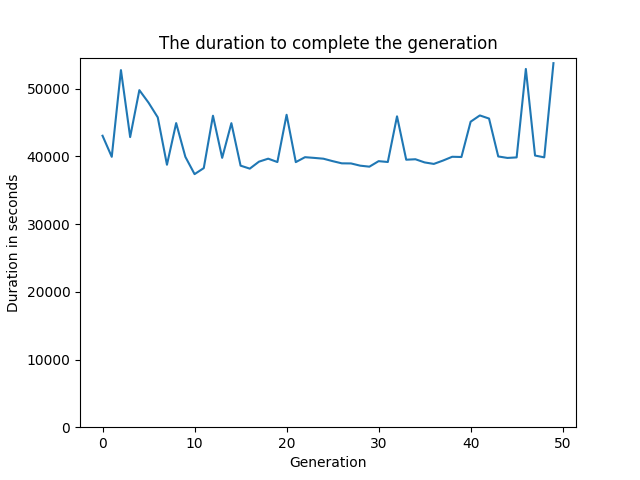 The duration to complete the generation
50000
40000
30000
20000
10000
0
Duration in seconds
0 10 20 30 40 50
Generation